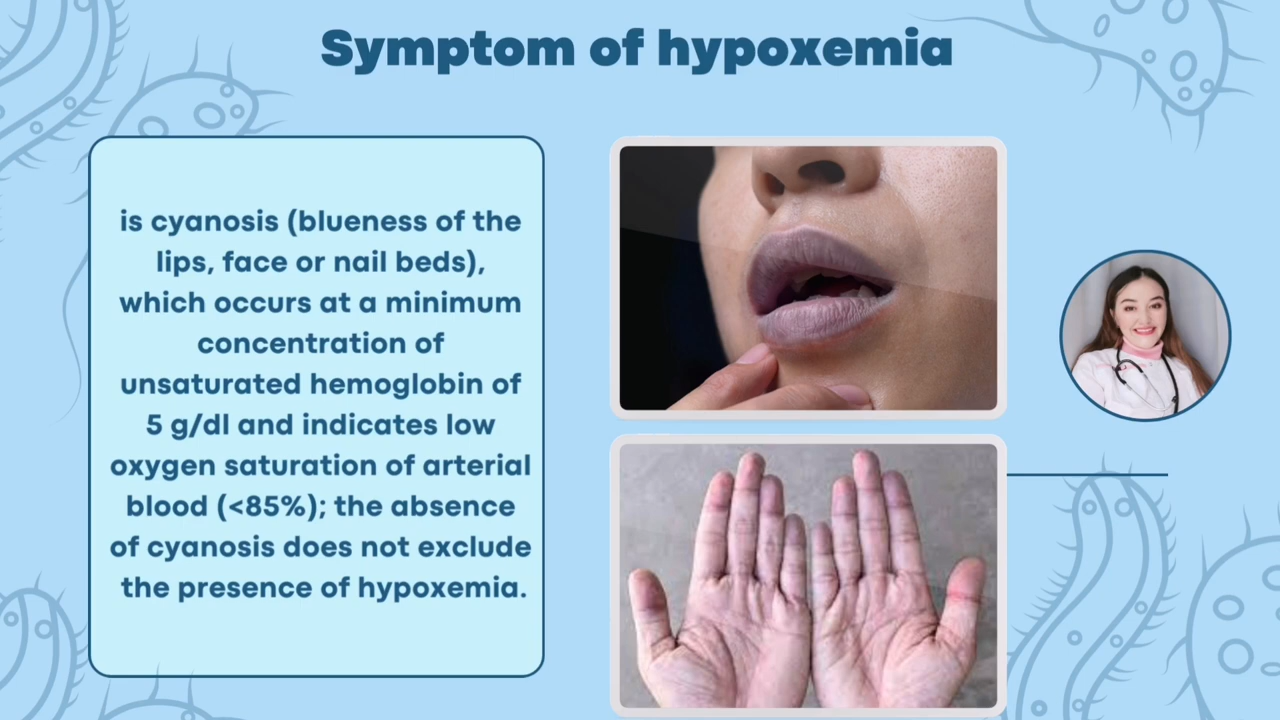 Symptom of hypoxemia
is cyanosis (blueness of the
lips, face or nail beds),
which occurs at a minimum
concentration of
unsaturated hemoglobin of
5 g/dl and indicates low
oxygen saturation of arterial
blood (<85%); the absence
of cyanosis does not exclude
the presence of hypoxemia.